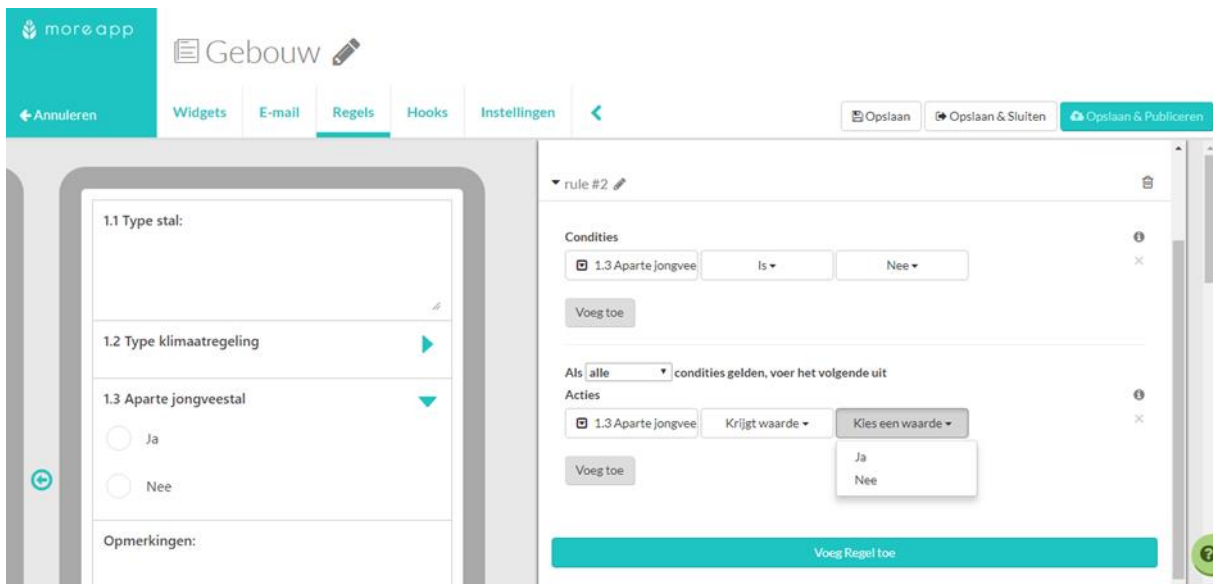 moreapp
Gebouw
Annuleren
Widgets E-mail Regels Hooks Instellingen
Opslaan Opslaan & Sluiten Opslaan & Publiceren
1.1 Type stal:
1.2 Type klimaatregeling
1.3 Aparte jongveestal
Ja
Nee
Opmerkingen:
rule #2
Condities
1.3 Aparte jongvee Is Nee
Voeg toe
Als alle condities gelden, voer het volgende uit
Acties
1.3 Aparte jongvee Krijgt waarde Kies een waarde
Ja
Nee
Voeg toe
Voeg Regel toe
?